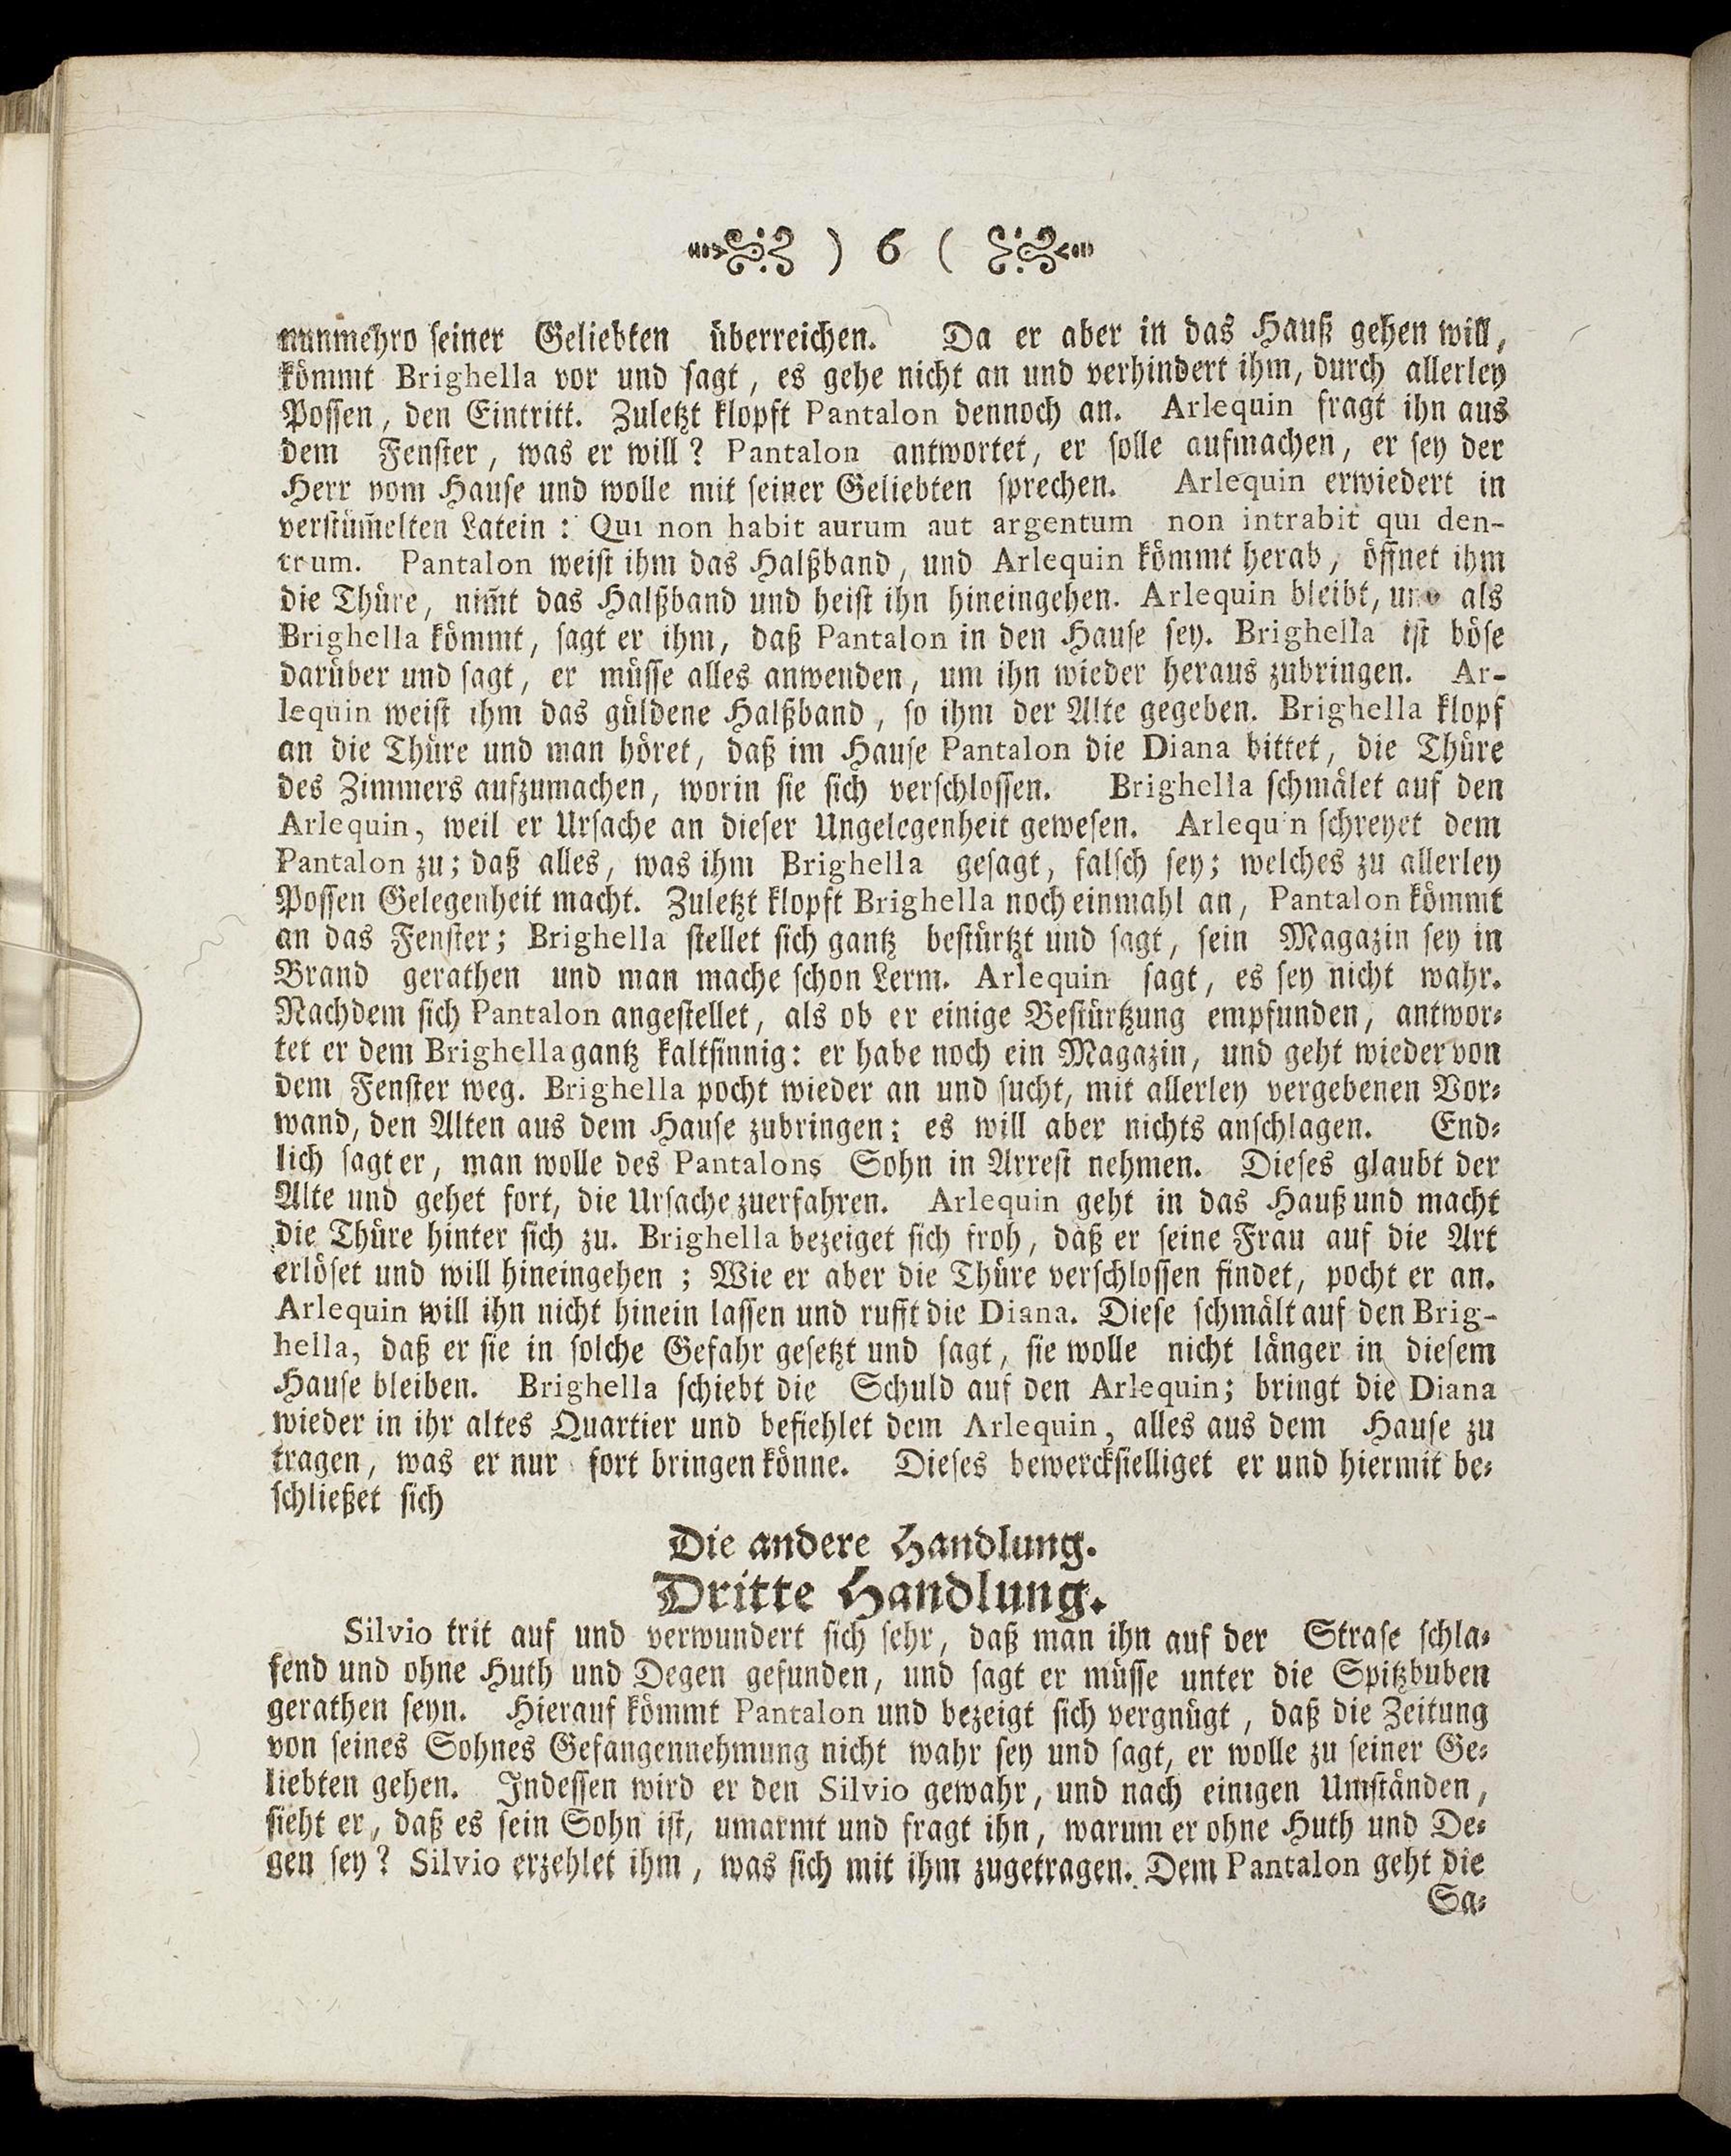 ) 6 (
nunmehro seiner Geliebten überreichen. Da er aber in das Hauß gehen will,
kömmt Brighella vor und sagt, es gehe nicht an und verhindert ihm, durch allerley
Possen, den Eintritt. Zuletzt klopft Pantalon dennoch an. Arlequin fragt ihn aus
dem Fenster, was er will? Pantalon antwortet, er solle aufmachen, er sey der
Herr vom Hause und wolle mit seiner Geliebten sprechen. Arlequin erwiedert in
verstüm̄elten Latein: Qui non habit aurum aut argentum non intrabit qui den-
trum. Pantalon weist ihm das Halßband, und Arlequin kömmt herab, öffnet ihm
die Thüre, nim̄t das Halßband und heist ihn hineingehen. Arlequin bleibt, und als
Brighella kömmt, sagt er ihm, daß Pantalon in den Hause sey. Brighella ist böse
darüber und sagt, er müsse alles anwenden, um ihn wieder heraus zubringen. Ar-
lequin weist ihm das güldene Halßband, so ihm der Alte gegeben. Brighella klopf
an die Thüre und man höret, daß im Hause Pantalon die Diana bittet, die Thüre
des Zimmers aufzumachen, worin sie sich verschlossen. Brighella schmälet auf den
Arlequin, weil er Ursache an dieser Ungelegenheit gewesen. Arlequin schreyet dem
Pantalon zu; daß alles, was ihm Brighella gesagt, falsch sey; welches zu allerley
Possen Gelegenheit macht. Zuletzt klopft Brighella noch einmahl an, Pantalon kömmt
an das Fenster; Brighella stellet sich gantz bestürtzt und sagt, sein Magazin sey in
Brand gerathen und man mache schon Lerm. Arlequin sagt, es sey nicht wahr.
Nachdem sich Pantalon angestellet, als ob er einige Bestürtzung empfunden, antwor-
tet er dem Brighella gantz kaltsinnig: er habe noch ein Magazin, und geht wieder von
dem Fenster weg. Brighella pocht wieder an und sucht, mit allerley vergebenen Vor-
wand, den Alten aus dem Hause zubringen; es will aber nichts anschlagen. End-
lich sagt er, man wolle des Pantalons Sohn in Arrest nehmen. Dieses glaubt der
Alte und gehet fort, die Ursache zuerfahren. Arlequin geht in das Hauß und macht
die Thüre hinter sich zu. Brighella bezeiget sich froh, daß er seine Frau auf die Art
erlöset und will hineingehen; Wie er aber die Thüre verschlossen findet, pocht er an.
Arlequin will ihn nicht hinein lassen und rufft die Diana. Diese schmält auf den Brig-
hella, daß er sie in solche Gefahr gesetzt und sagt, sie wolle nicht länger in diesem
Hause bleiben. Brighella schiebt die Schuld auf den Arlequin; bringt die Diana
wieder in ihr altes Quartier und befiehlet dem Arlequin, alles aus dem Hause zu
tragen, was er nur fort bringen könne. Dieses bewerckstelliget er und hiermit be-
schließet sich
Die andere Handlung.
Dritte Handlung.
Silvio trit auf und verwundert sich sehr, daß man ihn auf der Strase schla-
fend und ohne Huth und Degen gefunden, und sagt er müsse unter die Spitzbuben
gerathen seyn. Hierauf kömmt Pantalon und bezeigt sich vergnügt, daß die Zeitung
von seines Sohnes Gefangennehmung nicht wahr sey und sagt, er wolle zu seiner Ge-
liebten gehen. Indessen wird er den Silvio gewahr, und nach einigen Umständen,
sieht er, daß es sein Sohn ist, umarmt und fragt ihn, warum er ohne Huth und De-
gen sey? Silvio erzehlet ihm, was sich mit ihm zugetragen. Dem Pantalon geht die
Sa-